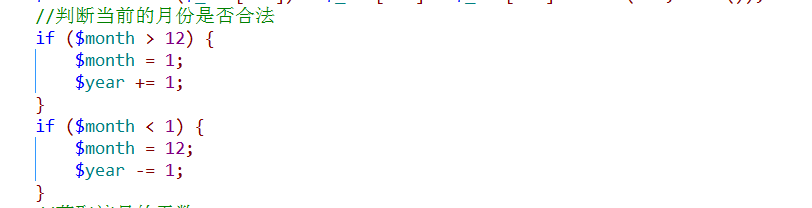 //判断当前的月份是否合法
if ($month > 12) {
    $month = 1;
    $year += 1;
}
if ($month < 1) {
    $month = 12;
    $year -= 1;
}